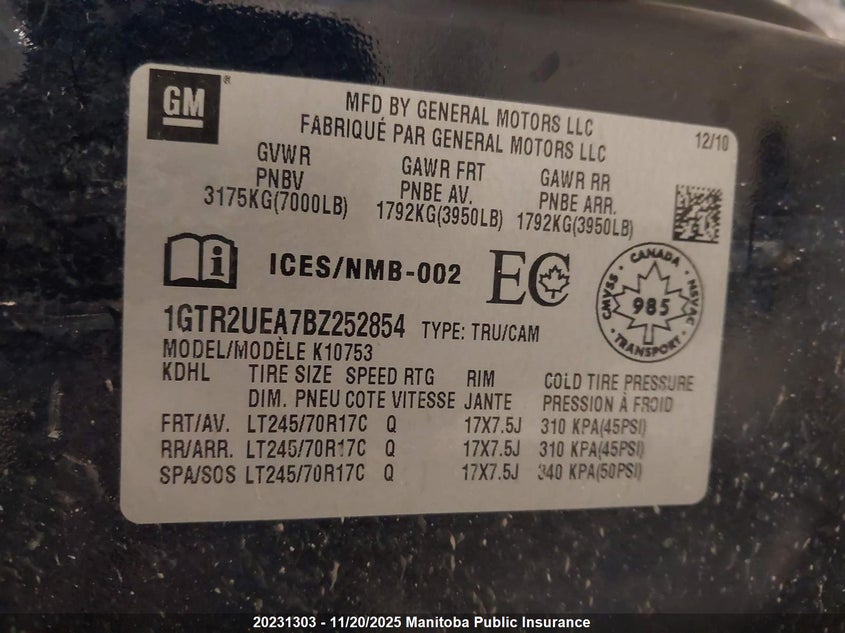 GM
MFD BY GENERAL MOTORS LLC
FABRIQUÉ PAR GENERAL MOTORS LLC
12/10
GVWR GAWR FRT GAWR RR
PNBV PNBE AV. PNBE ARR.
3175KG(7000LB) 1792KG(3950LB) 1792KG(3950LB)
i ICES/NMB-002 EC
CANADA
CMVSS 985 NSVAC
TRANSPORT
1GTR2UEA7BZ252854 TYPE: TRU/CAM
MODEL/MODÈLE K10753
KDHL TIRE SIZE SPEED RTG RIM COLD TIRE PRESSURE
DIM. PNEU COTE VITESSE JANTE PRESSION À FROID
FRT/AV. LT245/70R17C Q 17X7.5J 310 KPA(45PSI)
RR/ARR. LT245/70R17C Q 17X7.5J 310 KPA(45PSI)
SPA/SOS LT245/70R17C Q 17X7.5J 340 KPA(50PSI)
20231303 - 11/20/2025 Manitoba Public Insurance